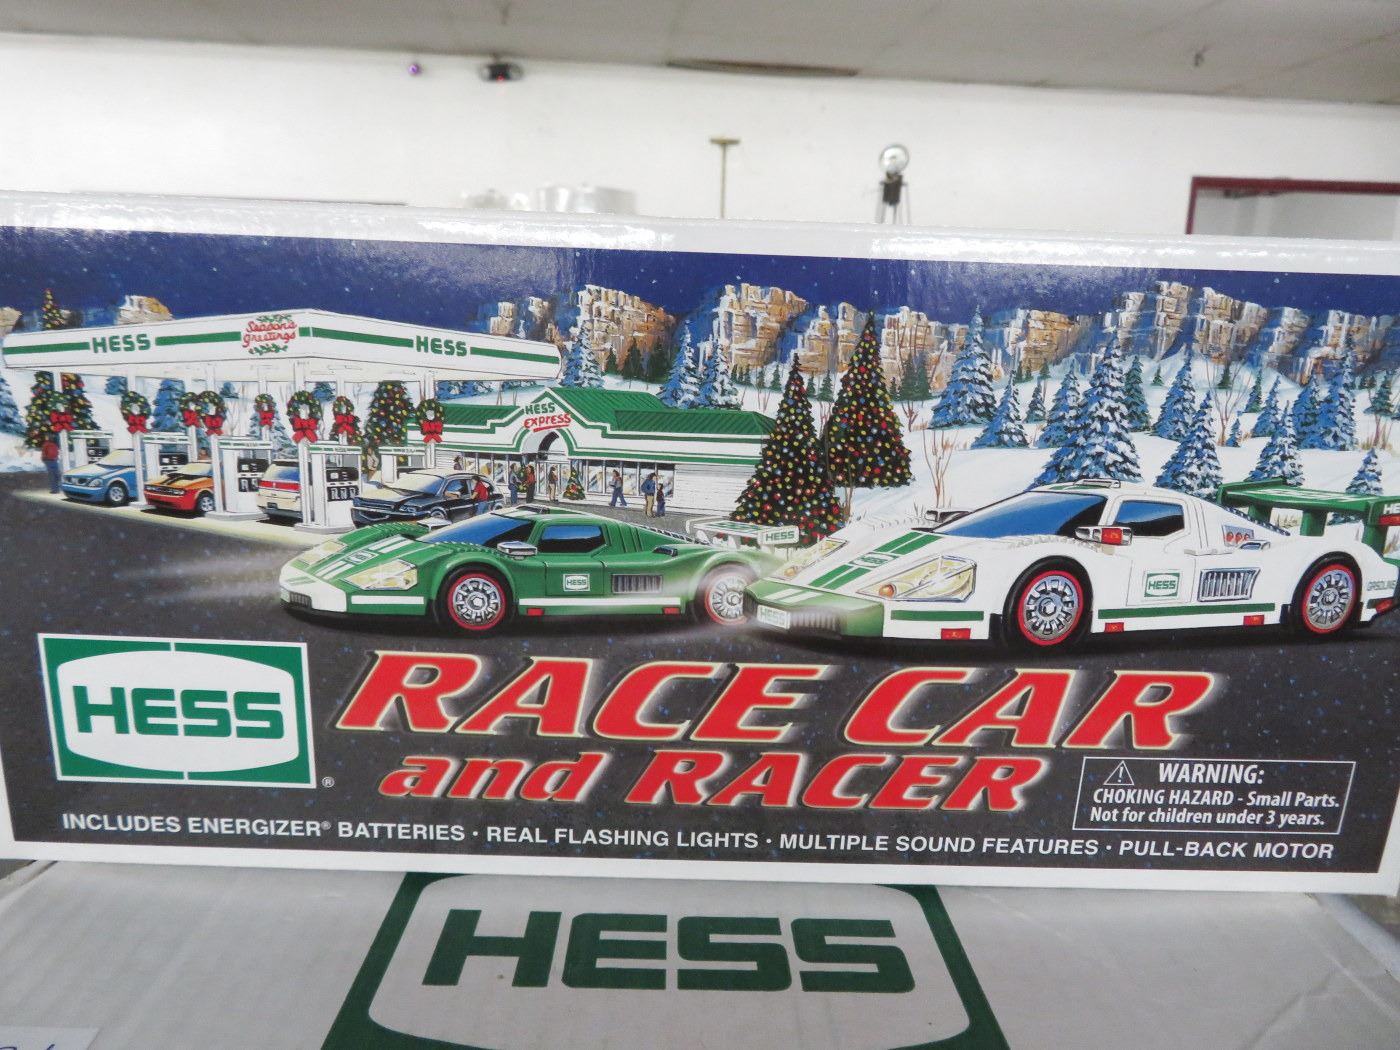 HESS
Season's
Greetings
HESS
HESS
EXPRESS
HESS
HESS
HESS
HESS
HESS
HESS
HESS ®
RACE CAR
and RACER
WARNING:
CHOKING HAZARD - Small Parts.
Not for children under 3 years.
INCLUDES ENERGIZER® BATTERIES • REAL FLASHING LIGHTS • MULTIPLE SOUND FEATURES • PULL-BACK MOTOR
HESS